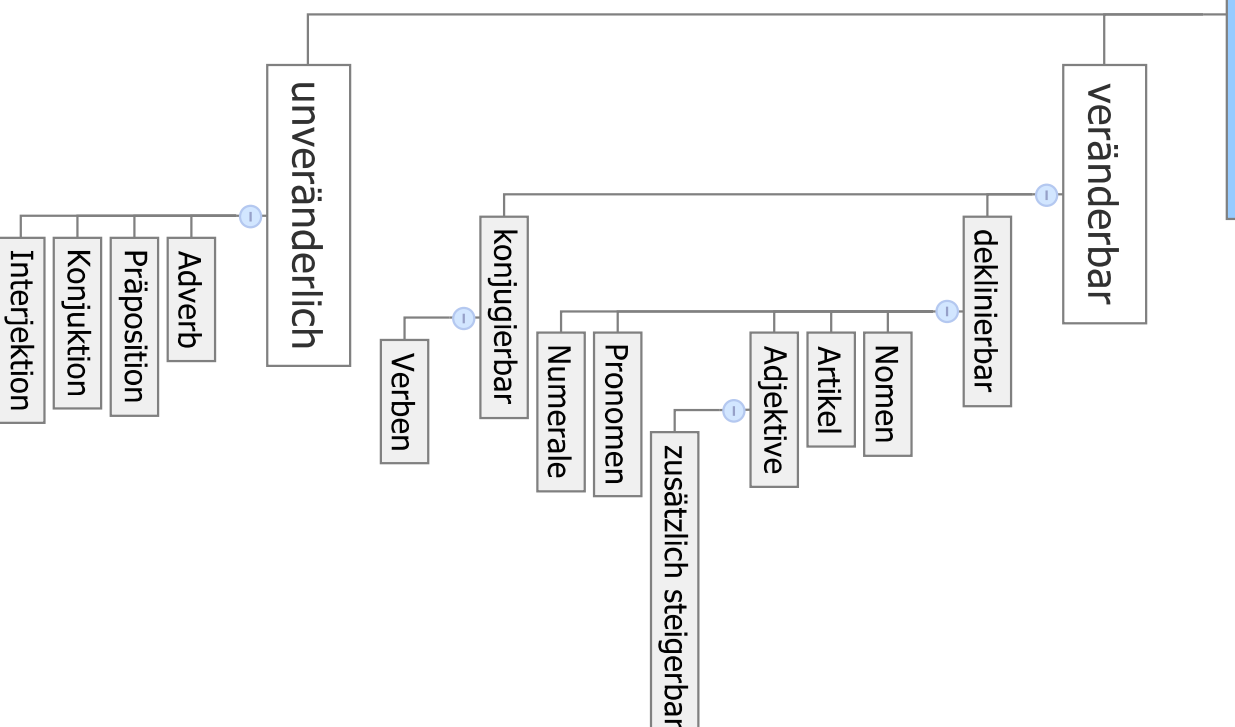 veränderbar
deklinierbar
Nomen
Artikel
Adjektive
zusätzlich steigerbar
Pronomen
Numerale
konjugierbar
Verben
unveränderlich
Adverb
Präposition
Konjuktion
Interjektion